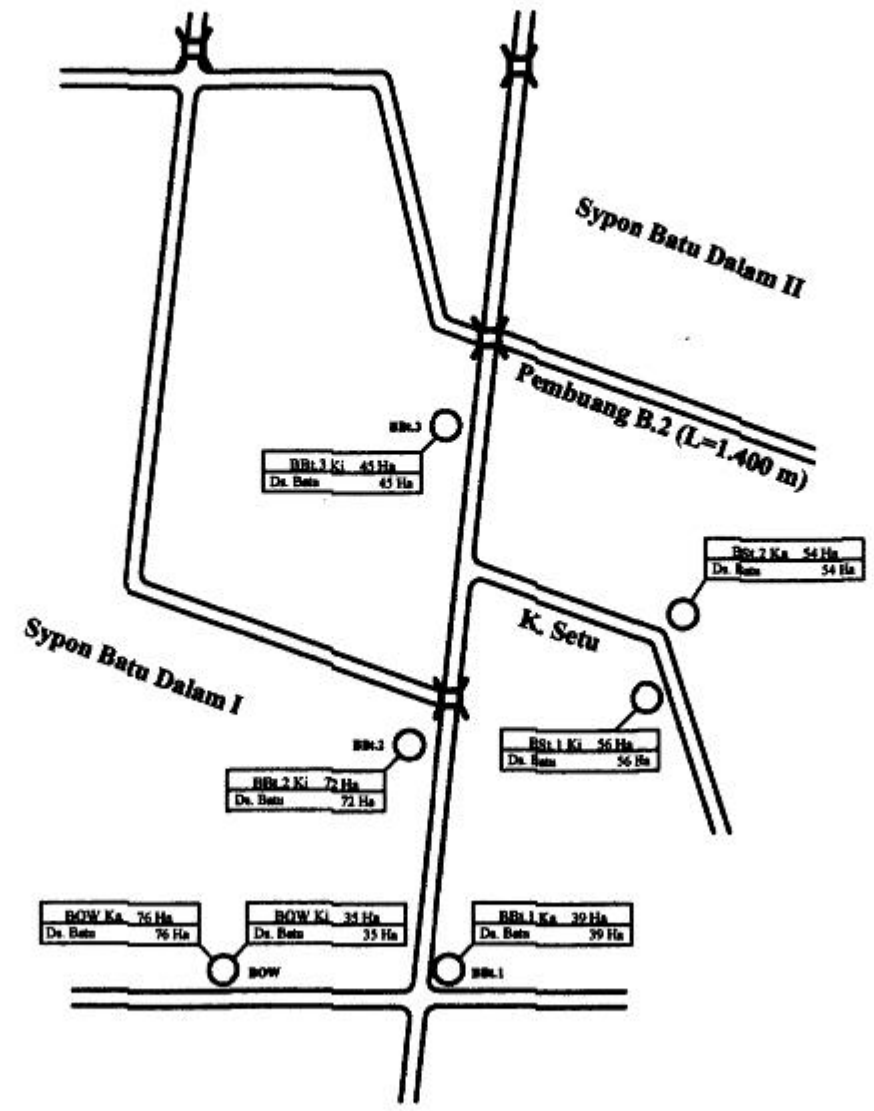 Sypon Batu Dalam II
Pembuang B.2 (L=1.400 m)
BBt.3
BBt.3 Ki 45 Ha
Ds. Batu 45 Ha
BSt.2 Ka 54 Ha
Ds. Batu 54 Ha
K. Setu
Sypon Batu Dalam I
BSt.1 Ki 56 Ha
Ds. Batu 56 Ha
BBt.2
BBt.2 Ki 72 Ha
Ds. Batu 72 Ha
BOW Ka 76 Ha
Ds. Batu 76 Ha
BOW Ki 35 Ha
Ds. Batu 35 Ha
BBt.1 Ka 39 Ha
Ds. Batu 39 Ha
BOW
BBt.1